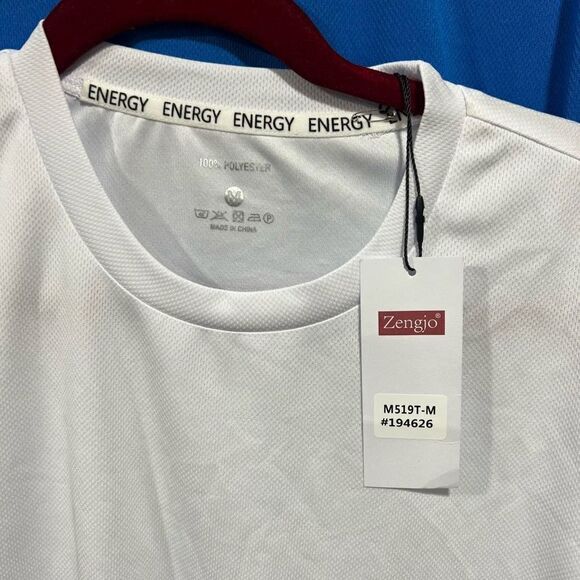 ENERGY ENERGY ENERGY ENERGY
100% POLYESTER
M
MADE IN CHINA
Zengjo®
M519T-M
#194626